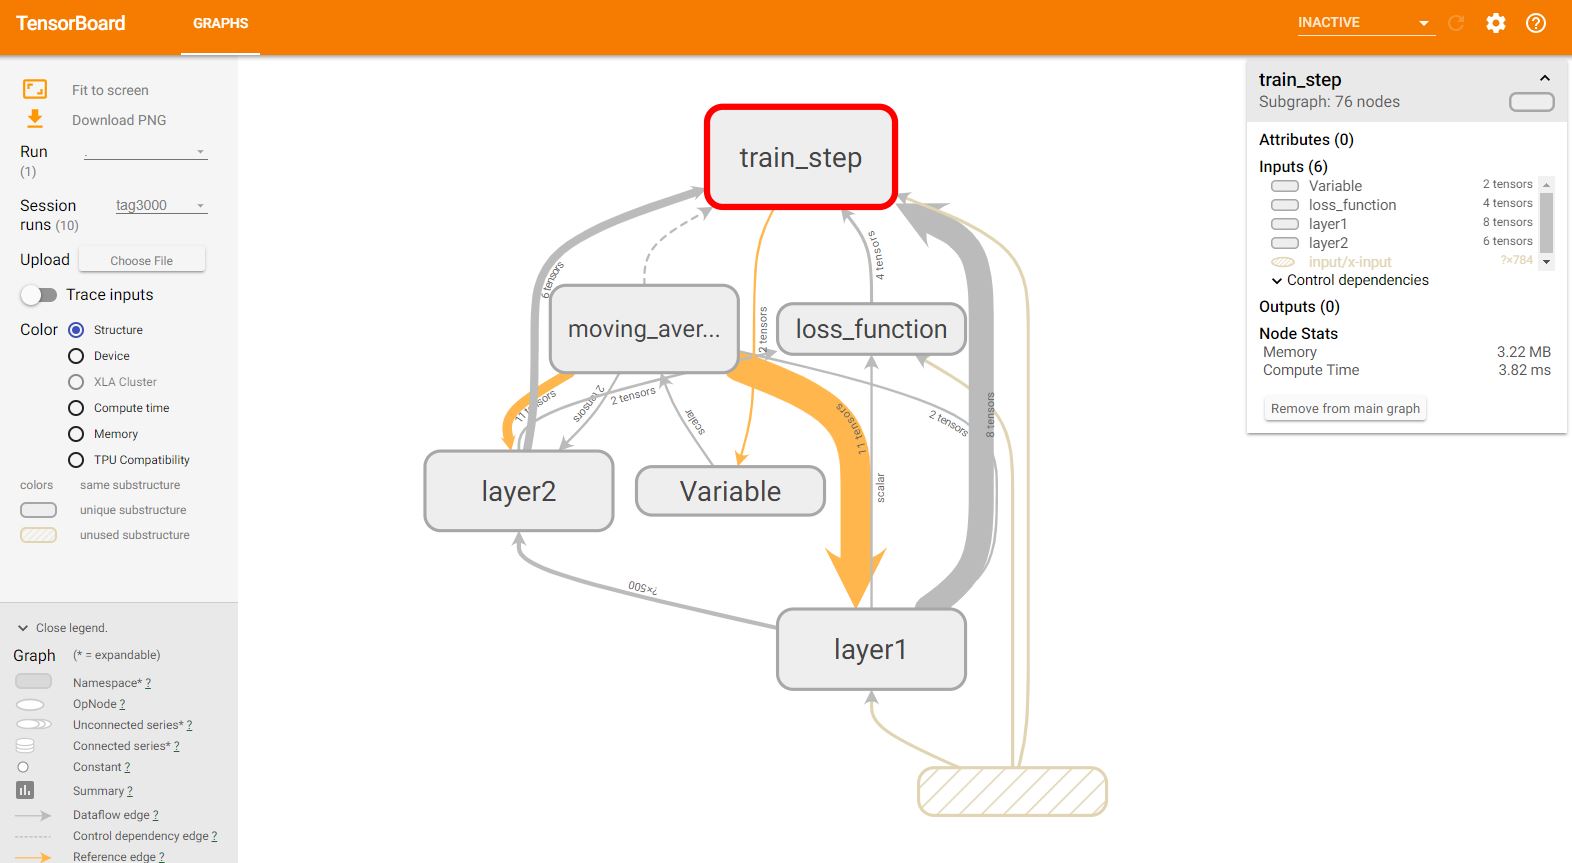 TensorBoard
GRAPHS
INACTIVE
Fit to screen
Download PNG
Run
(1)
.
Session
runs (10)
tag3000
Upload
Choose File
Trace inputs
Color
Structure
Device
XLA Cluster
Compute time
Memory
TPU Compatibility
colors same substructure
unique substructure
unused substructure
Close legend.
Graph (* = expandable)
Namespace* ?
OpNode ?
Unconnected series* ?
Connected series* ?
Constant ?
Summary ?
Dataflow edge ?
Control dependency edge ?
Reference edge ?
train_step
6 tensors
4 tensors
moving_aver...
2 tensors
loss_function
11 tensors
2 tensors
2 tensors
scalar
11 tensors
2 tensors
8 tensors
layer2
Variable
scalar
?×500
layer1
train_step
Subgraph: 76 nodes
Attributes (0)
Inputs (6)
Variable 2 tensors
loss_function 4 tensors
layer1 8 tensors
layer2 6 tensors
input/x-input ?×784
Control dependencies
Outputs (0)
Node Stats
Memory 3.22 MB
Compute Time 3.82 ms
Remove from main graph